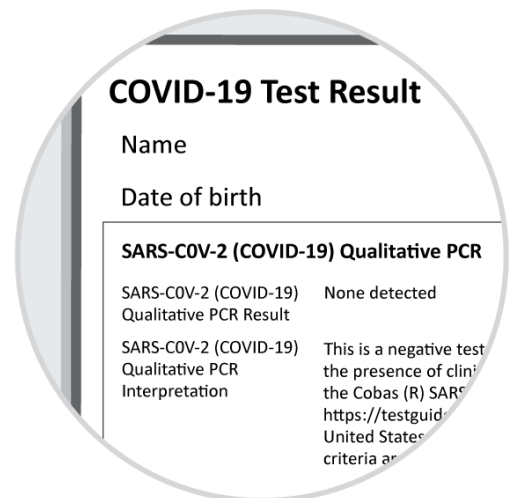 COVID-19 Test Result
Name
Date of birth
SARS-C0V-2 (COVID-19) Qualitative PCR
SARS-C0V-2 (COVID-19) None detected
Qualitative PCR Result
SARS-C0V-2 (COVID-19) This is a negative test
Qualitative PCR the presence of
Interpretation the Cobas (R) SARS
https://testguid
United States
criteria